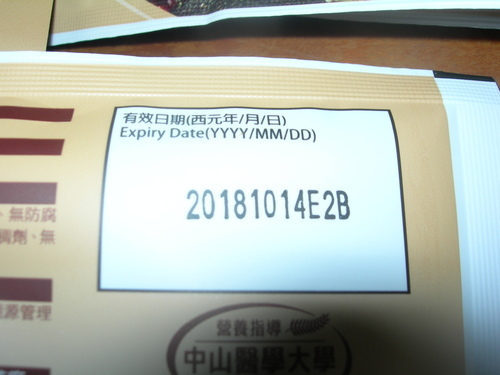 有效日期(西元年/月/日)
Expiry Date(YYYY/MM/DD)
20181014E2B
、無防腐
調劑、無
源管理
營養指導
中山醫學大學